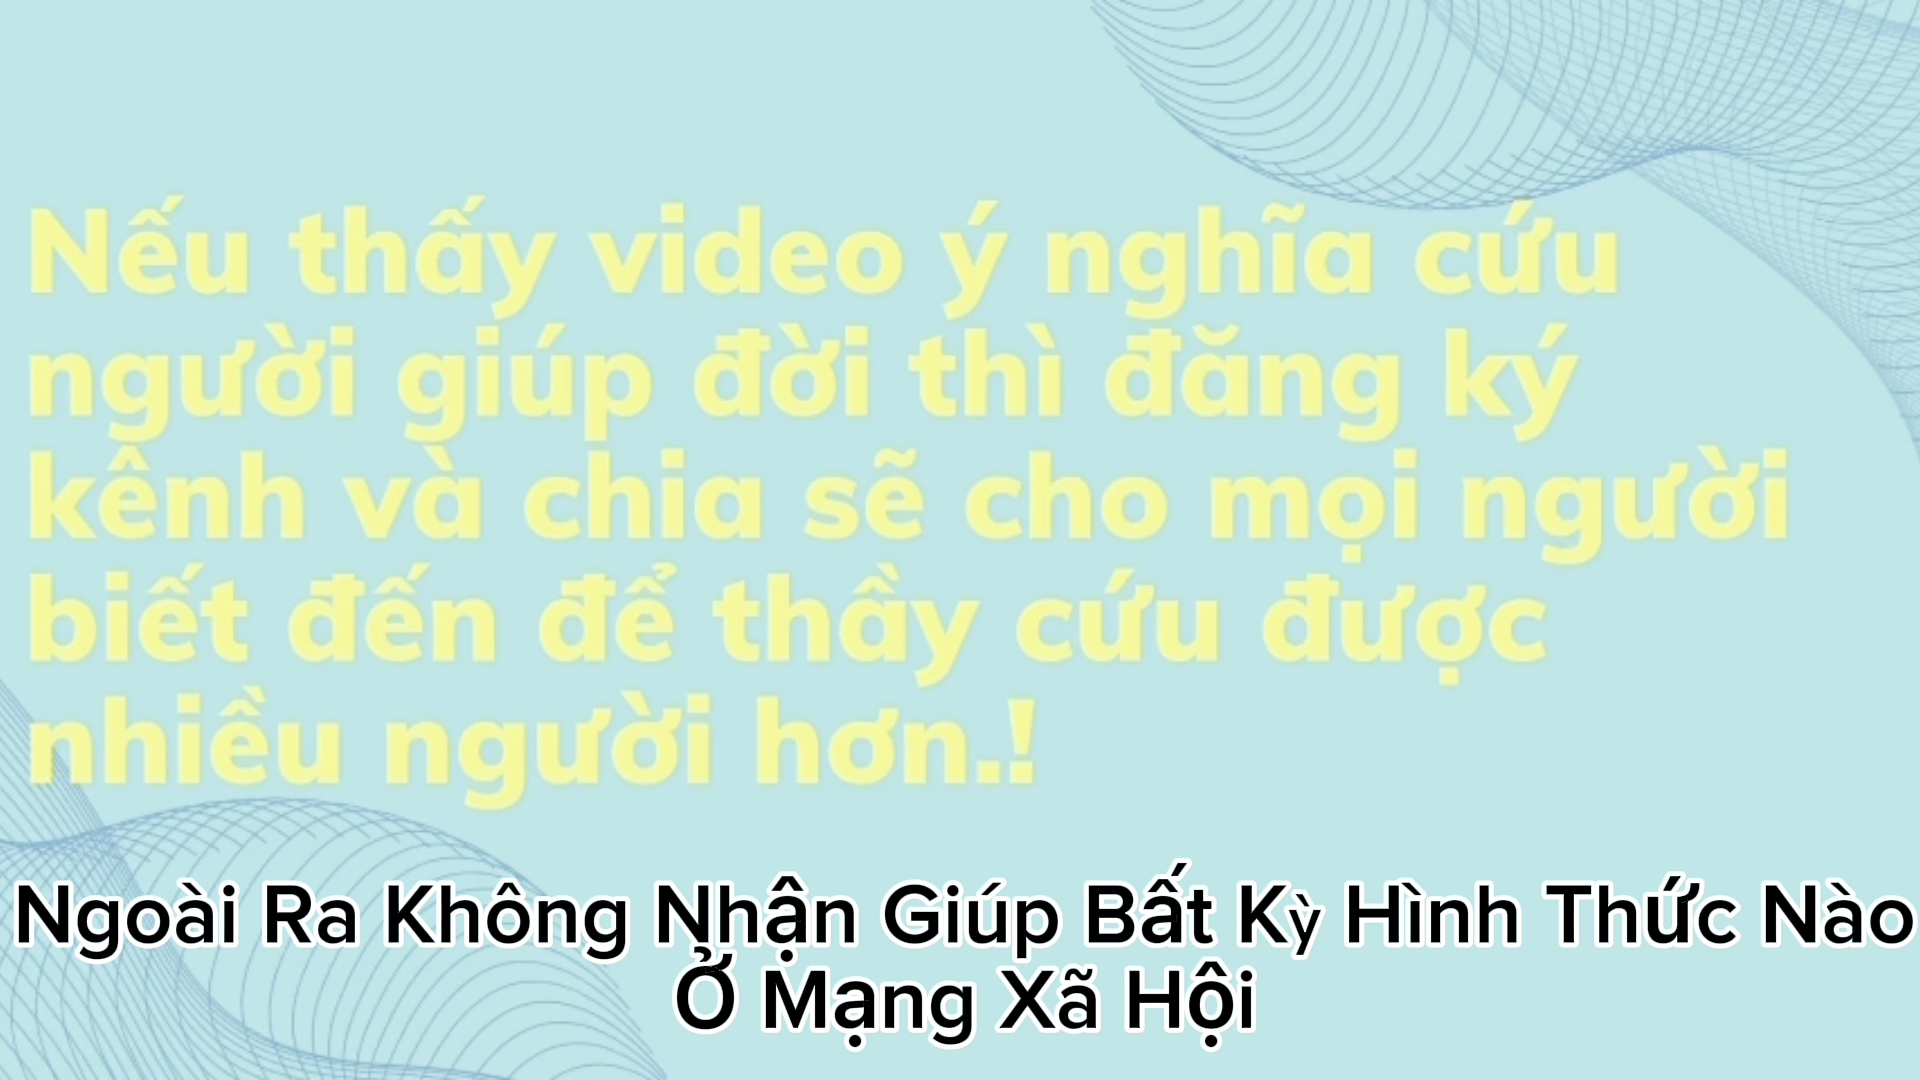 Nếu thấy video ý nghĩa cứu
người giúp đời thì đăng ký
kênh và chia sẽ cho mọi người
biết đến để thầy cứu được
nhiều người hơn.!
Ngoài Ra Không Nhận Giúp Bất Kỳ Hình Thức Nào
Ở Mạng Xã Hội